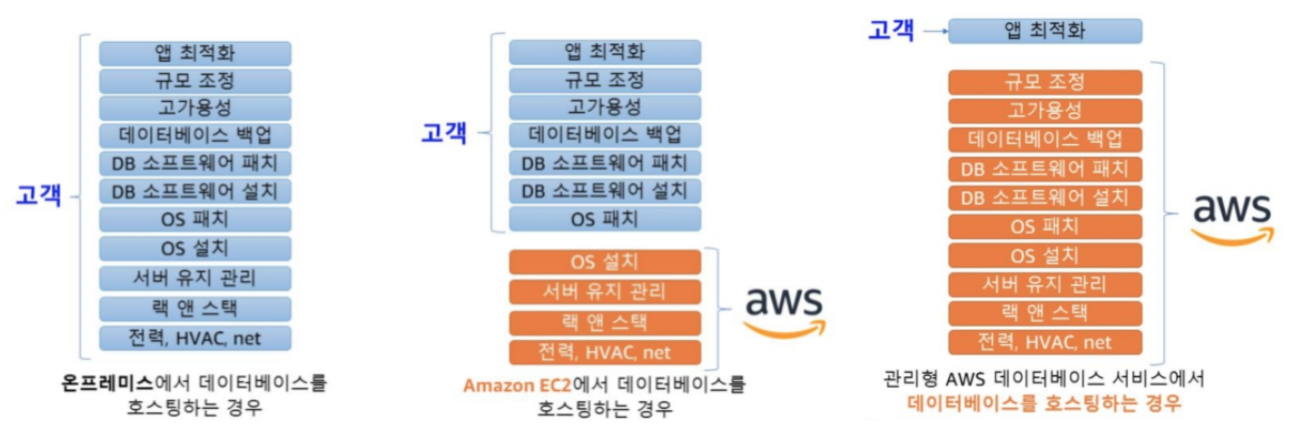 고객
앱 최적화
규모 조정
고가용성
데이터베이스 백업
DB 소프트웨어 패치
DB 소프트웨어 설치
OS 패치
OS 설치
서버 유지 관리
랙 앤 스택
전력, HVAC, net
온프레미스에서 데이터베이스를
호스팅하는 경우
고객
앱 최적화
규모 조정
고가용성
데이터베이스 백업
DB 소프트웨어 패치
DB 소프트웨어 설치
OS 패치
OS 설치
서버 유지 관리
랙 앤 스택
전력, HVAC, net
aws
Amazon EC2에서 데이터베이스를
호스팅하는 경우
고객
앱 최적화
규모 조정
고가용성
데이터베이스 백업
DB 소프트웨어 패치
DB 소프트웨어 설치
OS 패치
OS 설치
서버 유지 관리
랙 앤 스택
전력, HVAC, net
aws
관리형 AWS 데이터베이스 서비스에서
데이터베이스를 호스팅하는 경우